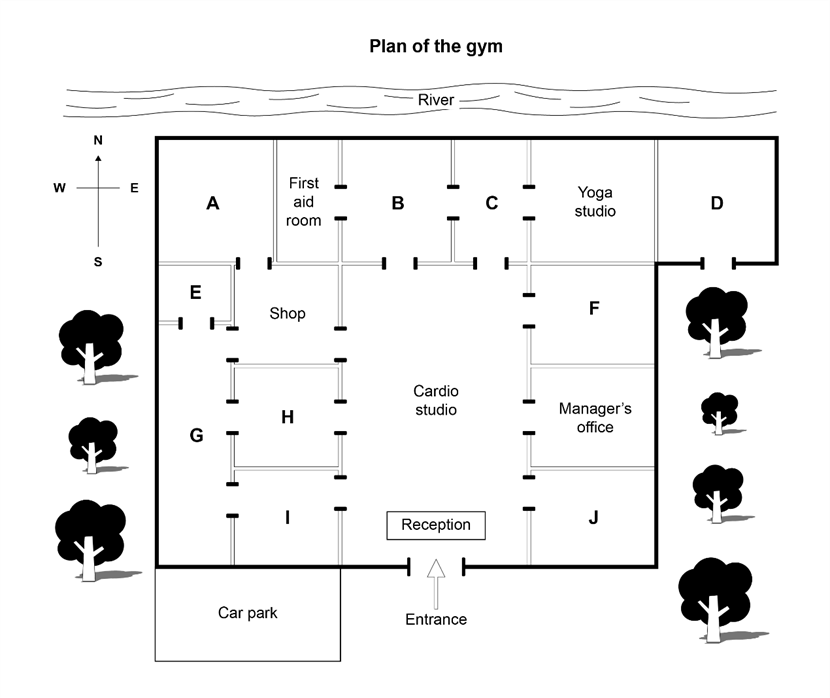 Plan of the gym
River
N
W
E
S
A
First
aid
room
B
C
Yoga
studio
D
E
Shop
F
Cardio
studio
Manager's
office
G
H
I
Reception
J
Car park
Entrance